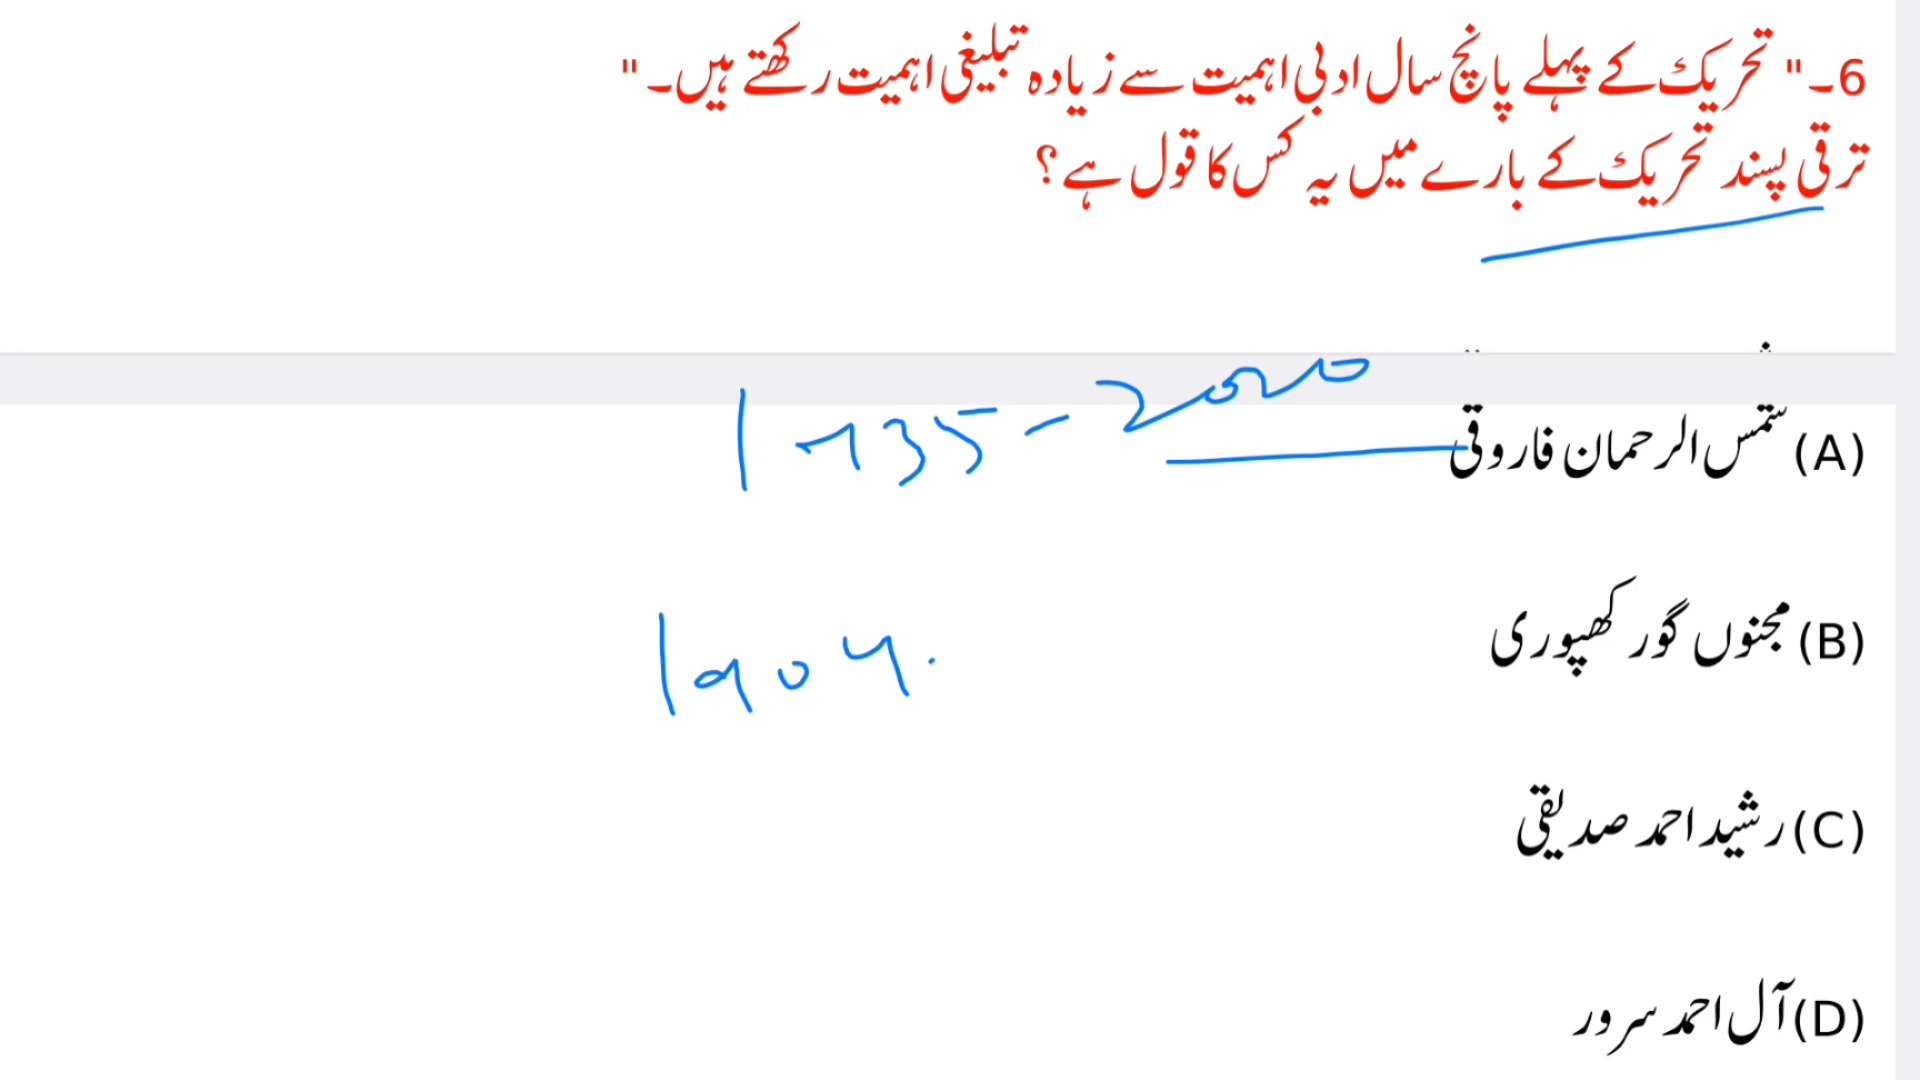 6۔" تحریک کے پہلے پانچ سال ادبی اہمیت سے زیادہ تبلیغی اہمیت رکھتے ہیں۔"
ترقی پسند تحریک کے بارے میں یہ کس کا قول ہے؟
1935 - 2020
(A) شمس الرحمان فاروقی
(B) مجنوں گورکھپوری
1904
(C) رشید احمد صدیقی
(D) آل احمد سرور